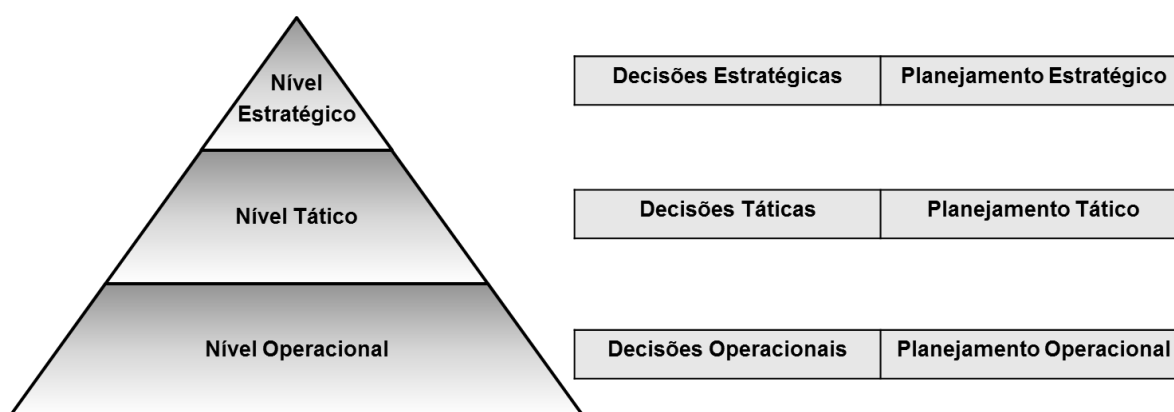 Nível
Estratégico
Decisões Estratégicas
Planejamento Estratégico
Nível Tático
Decisões Táticas
Planejamento Tático
Nível Operacional
Decisões Operacionais
Planejamento Operacional